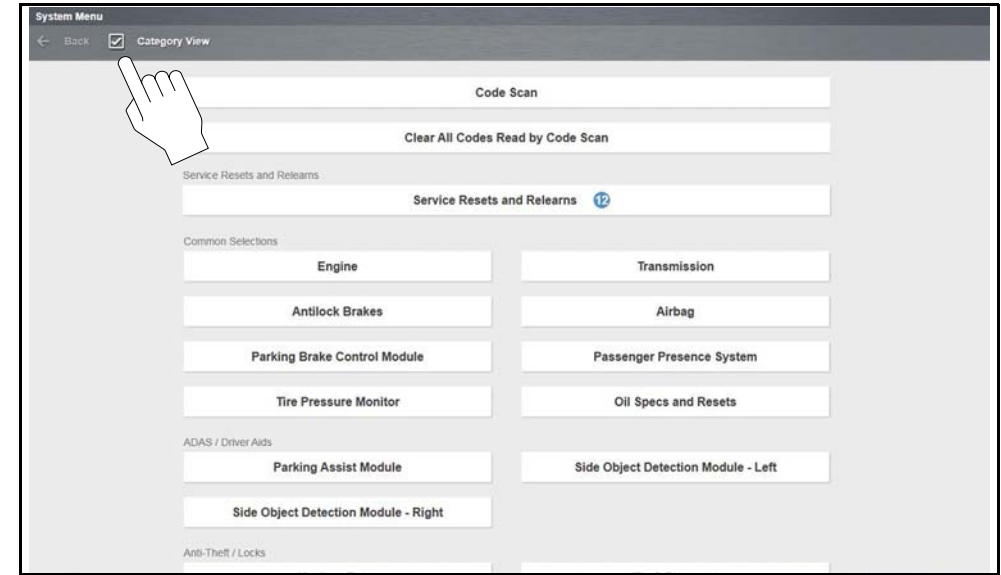 System Menu
Back Category View
Code Scan
Clear All Codes Read by Code Scan
Service Resets and Relearns
Service Resets and Relearns 12
Common Selections
Engine Transmission
Antilock Brakes Airbag
Parking Brake Control Module Passenger Presence System
Tire Pressure Monitor Oil Specs and Resets
ADAS / Driver Aids
Parking Assist Module Side Object Detection Module - Left
Side Object Detection Module - Right
Anti-Theft / Locks